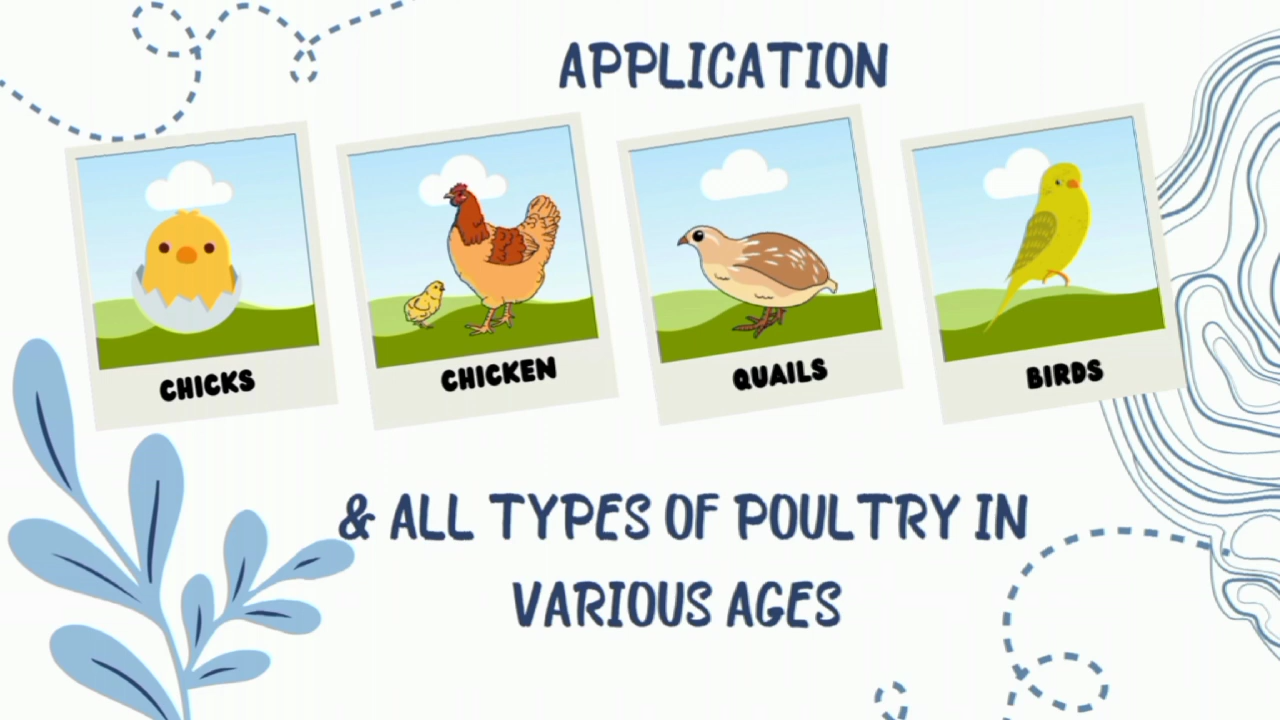 APPLICATION
CHICKS
CHICKEN
QUAILS
BIRDS
& ALL TYPES OF POULTRY IN
VARIOUS AGES